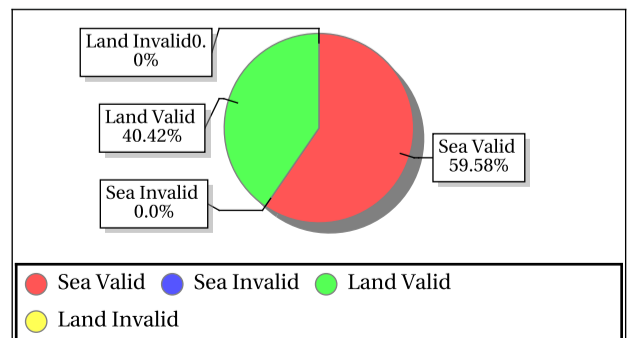 Land Invalid0.
0%
Land Valid
40.42%
Sea Valid
59.58%
Sea Invalid
0.0%
Sea Valid Sea Invalid Land Valid
Land Invalid